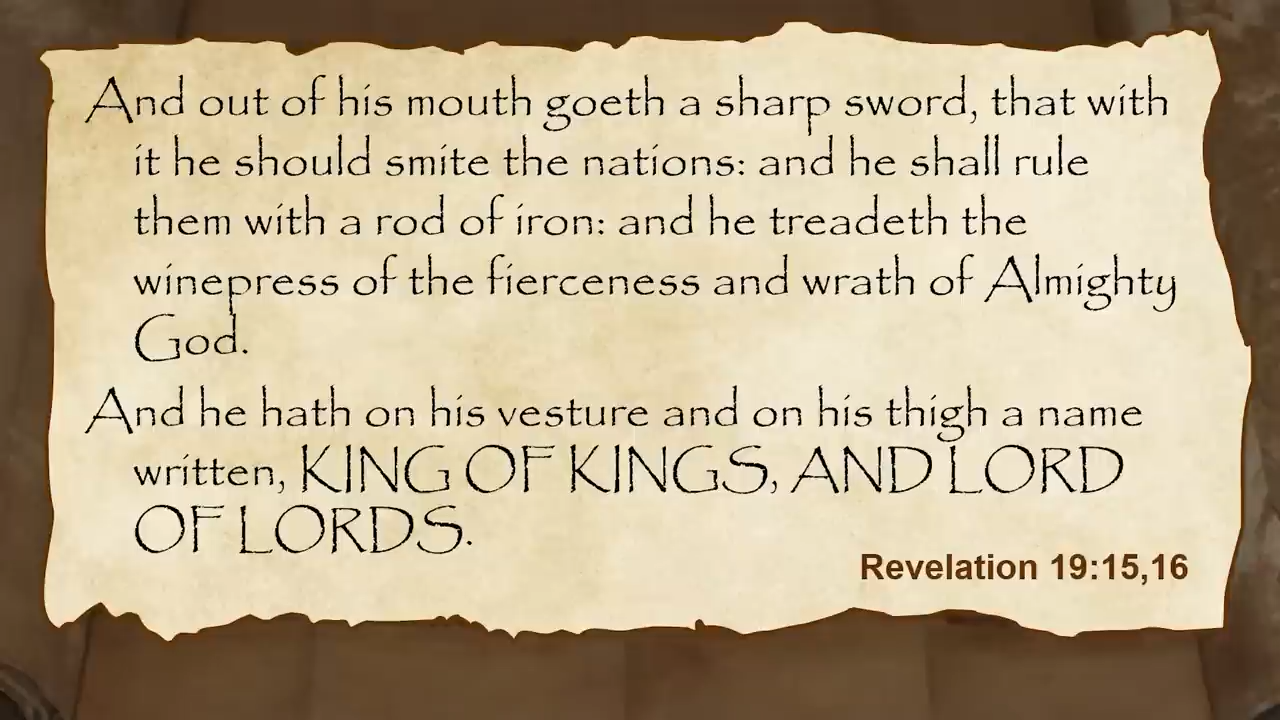 And out of his mouth goeth a sharp sword, that with
it he should smite the nations: and he shall rule
them with a rod of iron: and he treadeth the
winepress of the fierceness and wrath of Almighty
God.
And he hath on his vesture and on his thigh a name
written, KING OF KINGS, AND LORD
OF LORDS.
Revelation 19:15,16